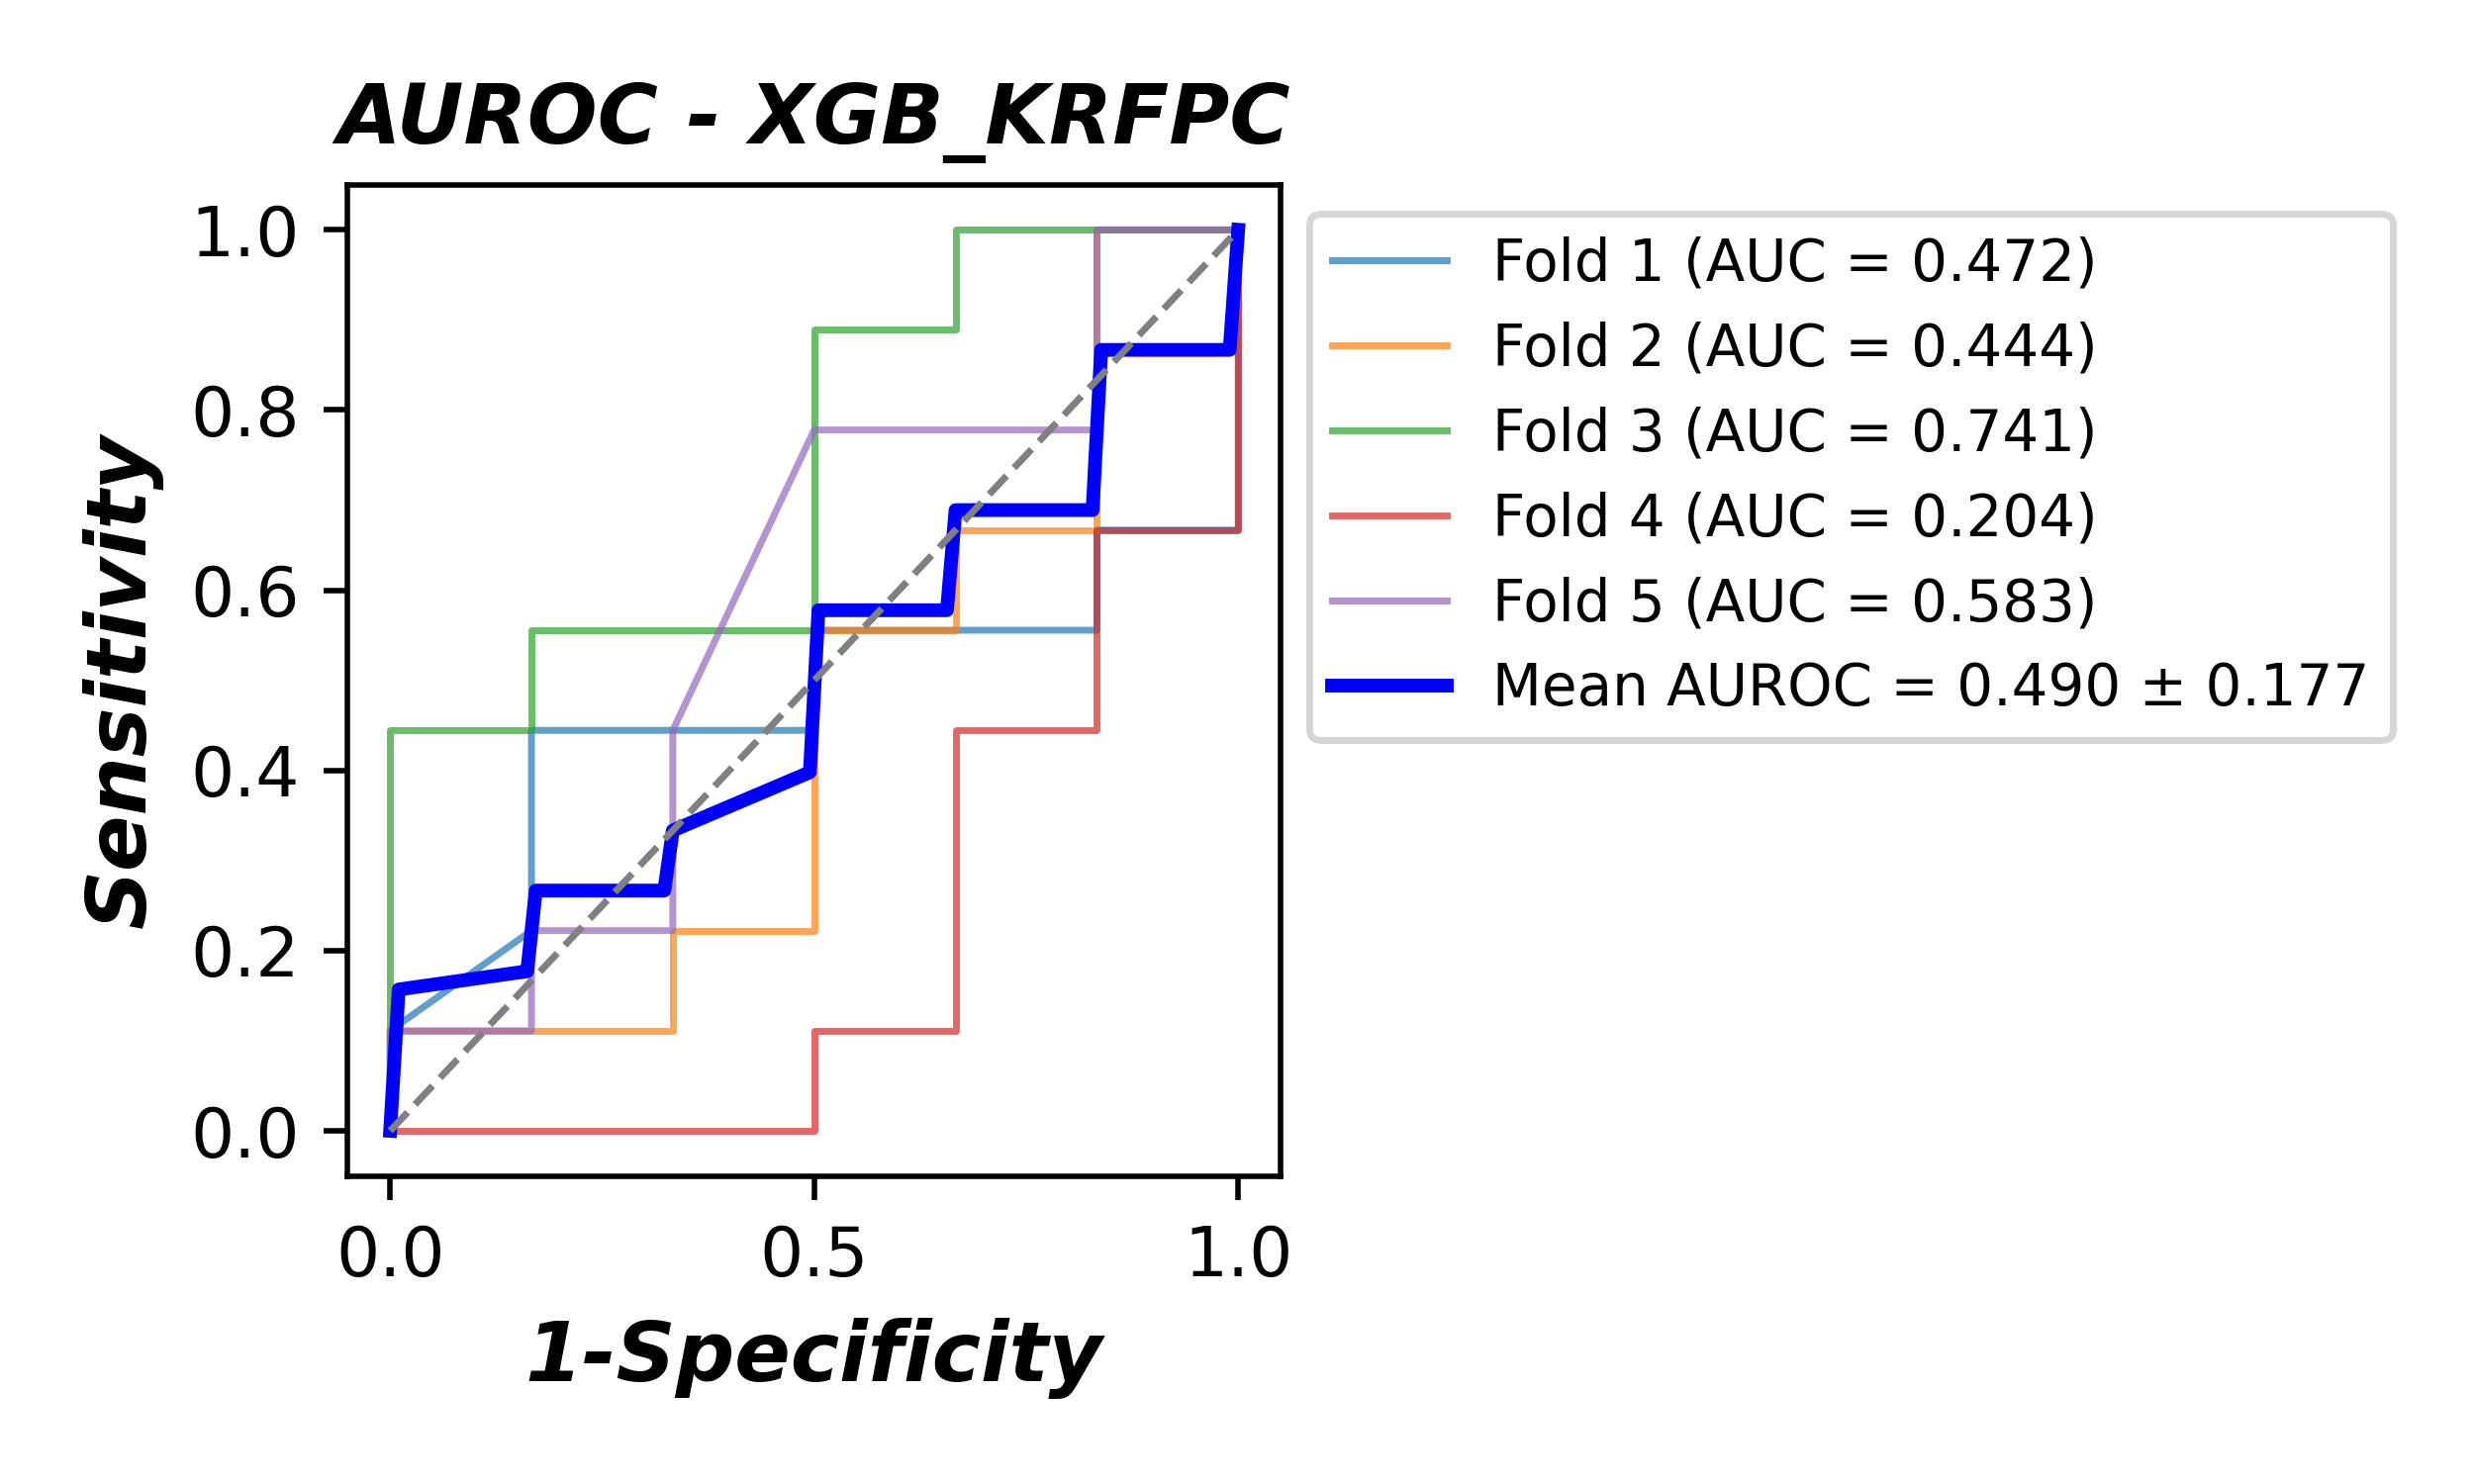 AUROC - XGB_KRFPC
Sensitivity
1.0
0.8
0.6
0.4
0.2
0.0
0.0 0.5 1.0
1-Specificity
Fold 1 (AUC = 0.472)
Fold 2 (AUC = 0.444)
Fold 3 (AUC = 0.741)
Fold 4 (AUC = 0.204)
Fold 5 (AUC = 0.583)
Mean AUROC = 0.490 ± 0.177